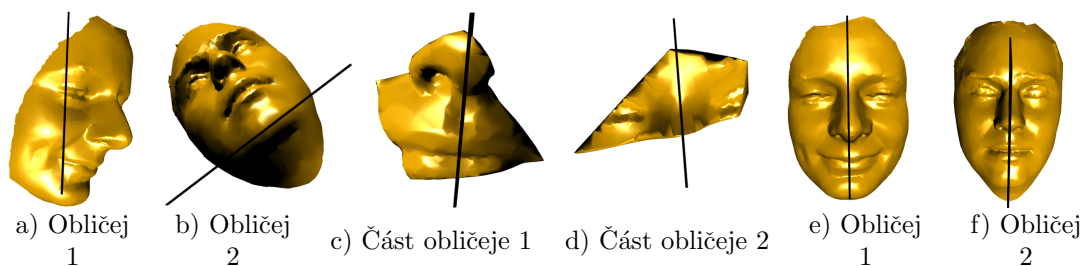 a) Obličej
1
b) Obličej
2
c) Část obličeje 1
d) Část obličeje 2
e) Obličej
1
f) Obličej
2